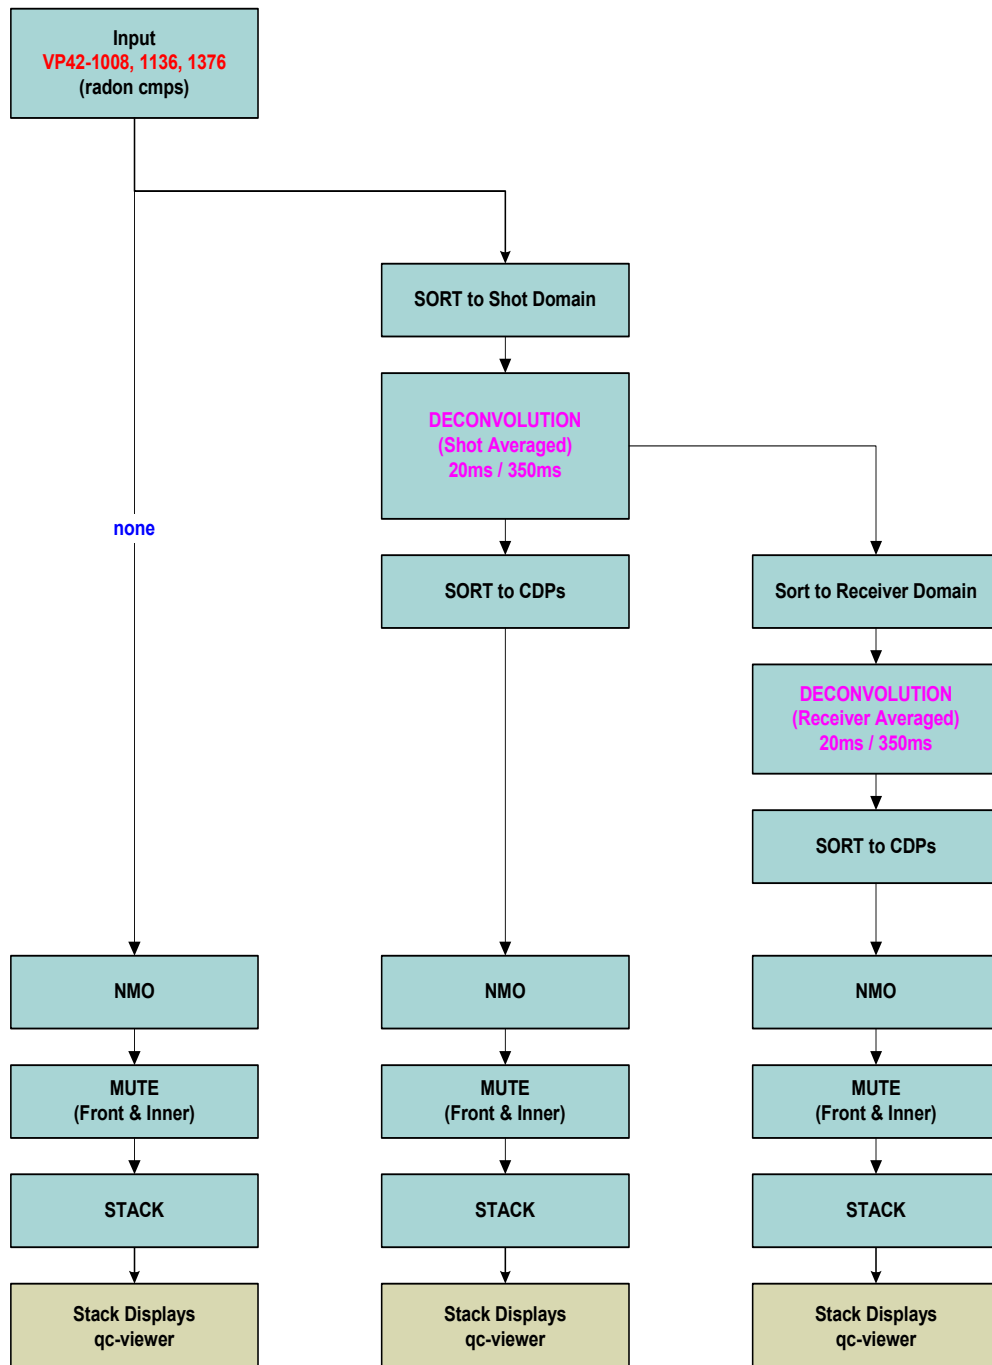 Input
VP42-1008, 1136, 1376
(radon cmps)
SORT to Shot Domain
DECONVOLUTION
(Shot Averaged)
20ms / 350ms
none
SORT to CDPs
Sort to Receiver Domain
DECONVOLUTION
(Receiver Averaged)
20ms / 350ms
SORT to CDPs
NMO
NMO
NMO
MUTE
(Front & Inner)
MUTE
(Front & Inner)
MUTE
(Front & Inner)
STACK
STACK
STACK
Stack Displays
qc-viewer
Stack Displays
qc-viewer
Stack Displays
qc-viewer